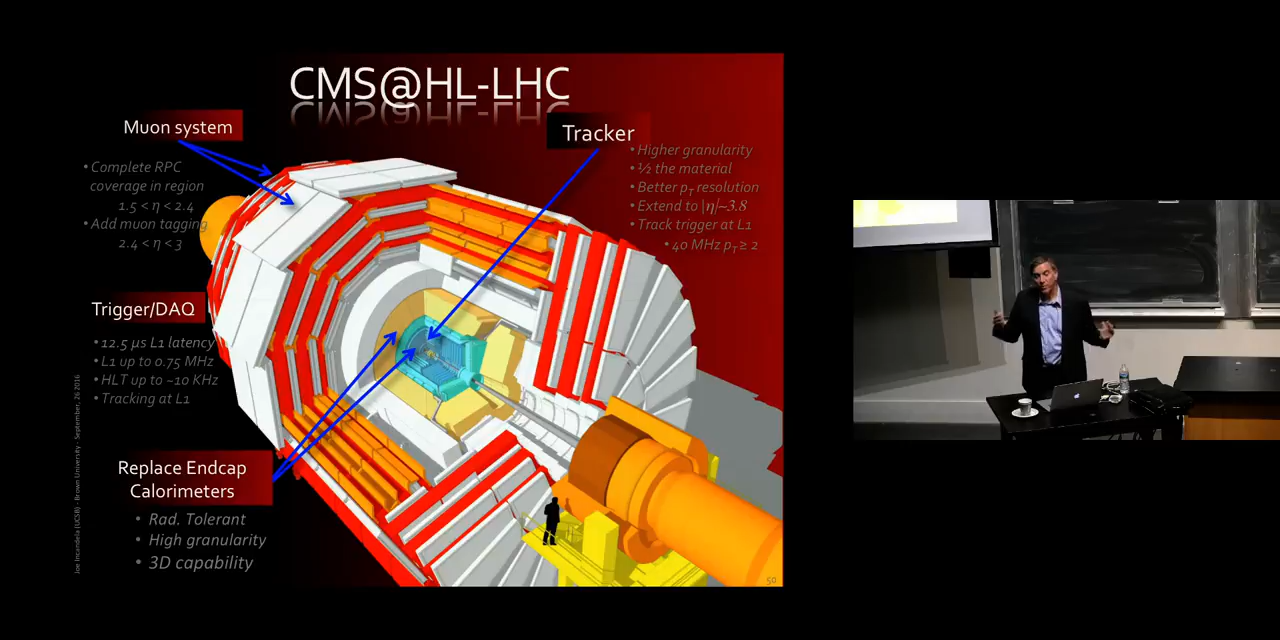 CMS@HL-LHC
Muon system
• Complete RPC
coverage in region
1.5 < η < 2.4
• Add muon tagging
2.4 < η < 3
Tracker
• Higher granularity
• ½ the material
• Better pT resolution
• Extend to |η|~3.8
• Track trigger at L1
• 40 MHz pT ≥ 2
Trigger/DAQ
• 12.5 μs L1 latency
• L1 up to 0.75 MHz
• HLT up to ~10 KHz
• Tracking at L1
Replace Endcap
Calorimeters
• Rad. Tolerant
• High granularity
• 3D capability
Joe Incandela (UCSB) - Brown University - September, 26 2016
50